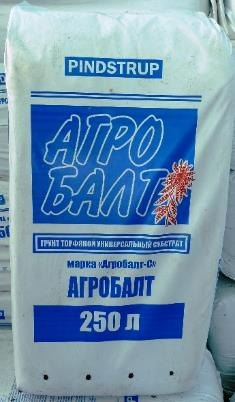 PINDSTRUP
АГРО
БАЛТ
ГРУНТ ТОРФЯНОЙ УНИВЕРСАЛЬНЫЙ СУБСТРАТ
марка «Агробалт-С»
АГРОБАЛТ
250 л